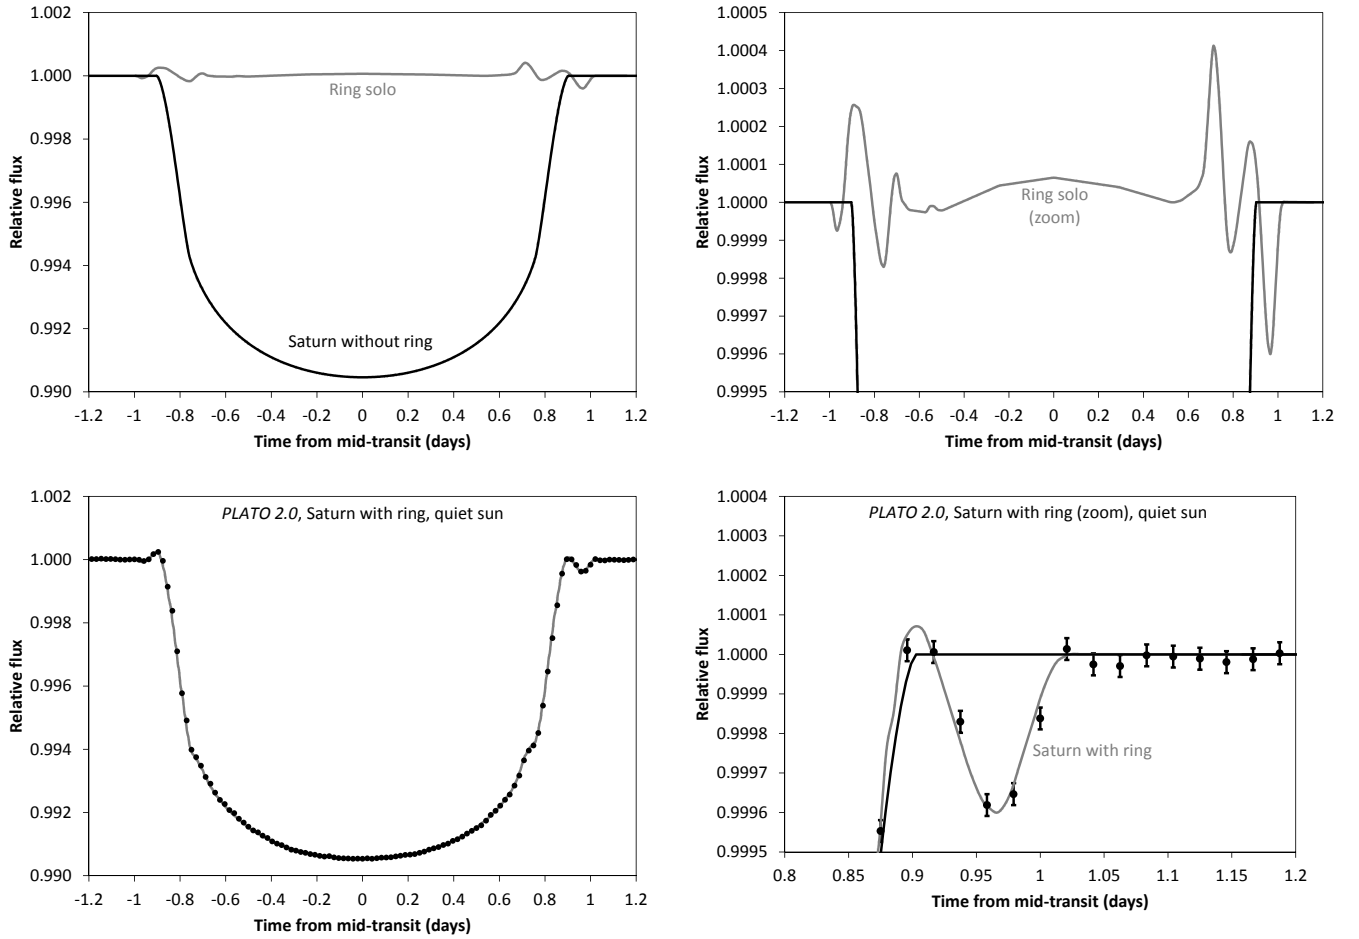 1.002
1.000
0.998
0.996
0.994
0.992
0.990
Relative flux
Ring solo
Saturn without ring
-1.2 -1 -0.8 -0.6 -0.4 -0.2 0 0.2 0.4 0.6 0.8 1 1.2
Time from mid-transit (days)
1.0005
1.0004
1.0003
1.0002
1.0001
1.0000
0.9999
0.9998
0.9997
0.9996
0.9995
Relative flux
Ring solo
(zoom)
-1.2 -1 -0.8 -0.6 -0.4 -0.2 0 0.2 0.4 0.6 0.8 1 1.2
Time from mid-transit (days)
PLATO 2.0, Saturn with ring, quiet sun
1.002
1.000
0.998
0.996
0.994
0.992
0.990
Relative flux
-1.2 -1 -0.8 -0.6 -0.4 -0.2 0 0.2 0.4 0.6 0.8 1 1.2
Time from mid-transit (days)
PLATO 2.0, Saturn with ring (zoom), quiet sun
1.0004
1.0003
1.0002
1.0001
1.0000
0.9999
0.9998
0.9997
0.9996
0.9995
Relative flux
Saturn with ring
0.8 0.85 0.9 0.95 1 1.05 1.1 1.15 1.2
Time from mid-transit (days)